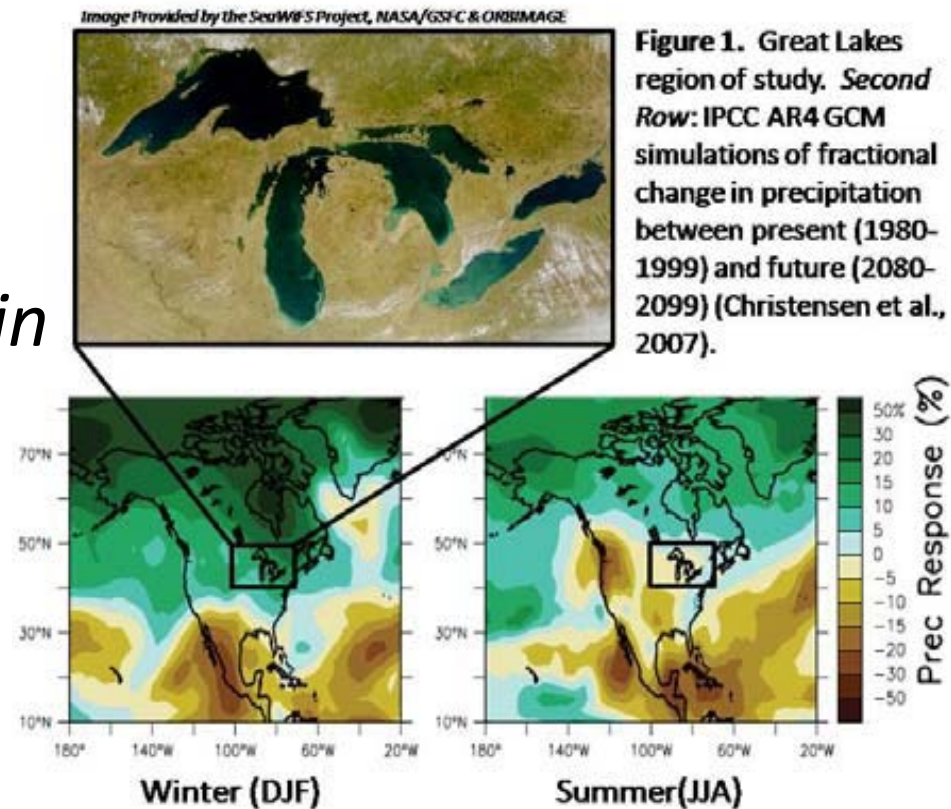 Image Provided by the SeaWiFS Project, NASA/GSFC & ORBIMAGE
Figure 1. Great Lakes
region of study. Second
Row: IPCC AR4 GCM
simulations of fractional
change in precipitation
between present (1980-
1999) and future (2080-
2099) (Christensen et al.,
2007).
in
70°N
50°N
30°N
10°N
180°
140°W
100°W
60°W
20°W
Winter (DJF)
70°N
50°N
30°N
10°N
180°
140°W
100°W
60°W
20°W
Summer(JJA)
50%
30
20
15
10
5
0
-5
-10
-15
-20
-30
-50
Prec Response (%)